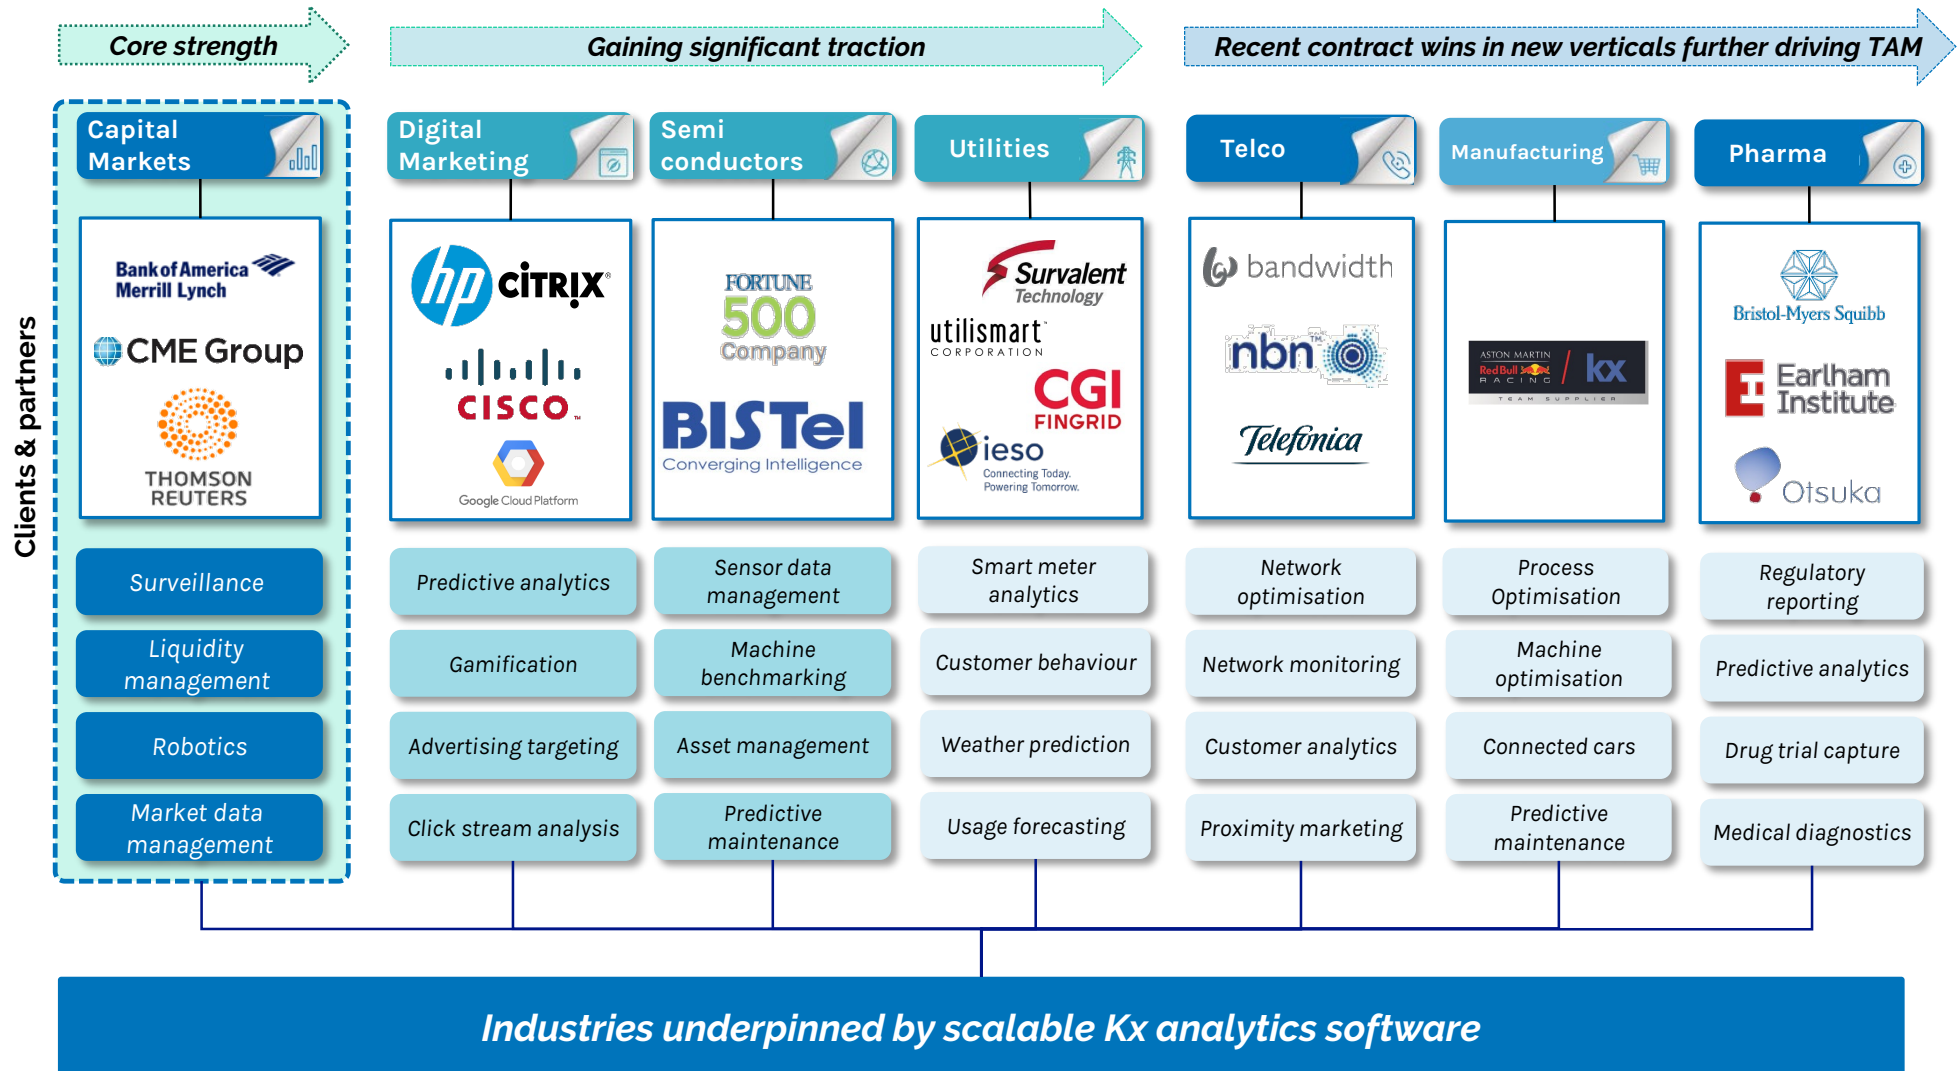 Core strength
Gaining significant traction
Recent contract wins in new verticals further driving TAM
Clients & partners
Capital
Markets
Bank of America
Merrill Lynch
CME Group
THOMSON
REUTERS
Surveillance
Liquidity
management
Robotics
Market data
management
Digital
Marketing
hp
CITRIX®
CISCO™
Google Cloud Platform
Predictive analytics
Gamification
Advertising targeting
Click stream analysis
Semi
conductors
FORTUNE
500
Company
BISTel
Converging Intelligence
Sensor data
management
Machine
benchmarking
Asset management
Predictive
maintenance
Utilities
Survalent
Technology
utilismart™
CORPORATION
CGI
FINGRID
ieso
Connecting Today.
Powering Tomorrow.
Smart meter
analytics
Customer behaviour
Weather prediction
Usage forecasting
Telco
bandwidth
nbn™
Telefónica
Network
optimisation
Network monitoring
Customer analytics
Proximity marketing
Manufacturing
ASTON MARTIN
Red Bull
RACING
kx
TEAM SUPPLIER
Process
Optimisation
Machine
optimisation
Connected cars
Predictive
maintenance
Pharma
Bristol-Myers Squibb
Earlham
Institute
Otsuka
Regulatory
reporting
Predictive analytics
Drug trial capture
Medical diagnostics
Industries underpinned by scalable Kx analytics software